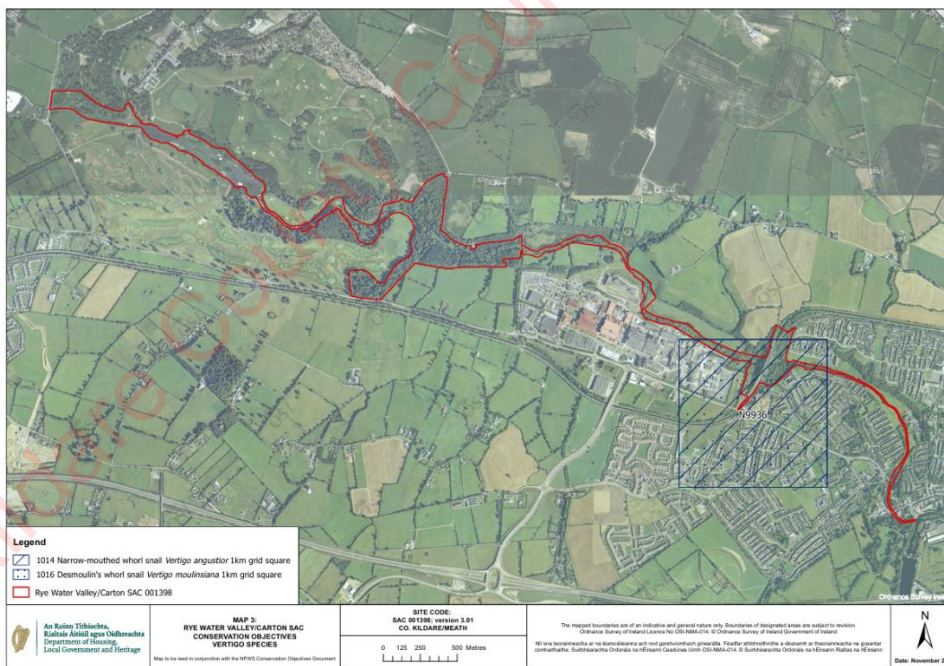 Kildare County Council
N9936
Ordnance Survey
Legend
1014 Narrow-mouthed whorl snail Vertigo angustior 1km grid square
1016 Desmoulin's whorl snail Vertigo moulinsiana 1km grid square
Rye Water Valley/Carton SAC 001398
An Roinn Tithíochta,
Rialtais Áitiúil agus Oidhreachta
Department of Housing,
Local Government and Heritage
MAP 3:
RYE WATER VALLEY/CARTON SAC
CONSERVATION OBJECTIVES
VERTIGO SPECIES
Map to be read in conjunction with the NPWS Conservation Objectives Document
SITE CODE:
SAC 001398; version 3.01
CO. KILDARE/MEATH
0 125 250 500 Metres
The mapped boundaries are of an indicative and general nature only. Boundaries of designated areas are subject to revision
Ordnance Survey of Ireland Licence No OSI-NMA-014. © Ordnance Survey of Ireland Government of Ireland
N
Date: November